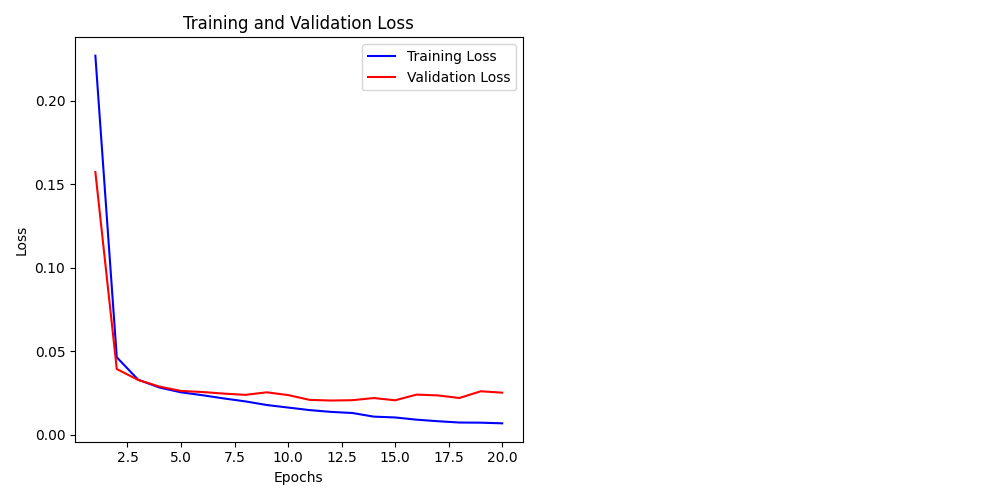 Training and Validation Loss
Training Loss
Validation Loss
0.20
0.15
0.10
0.05
0.00
Loss
2.5 5.0 7.5 10.0 12.5 15.0 17.5 20.0
Epochs